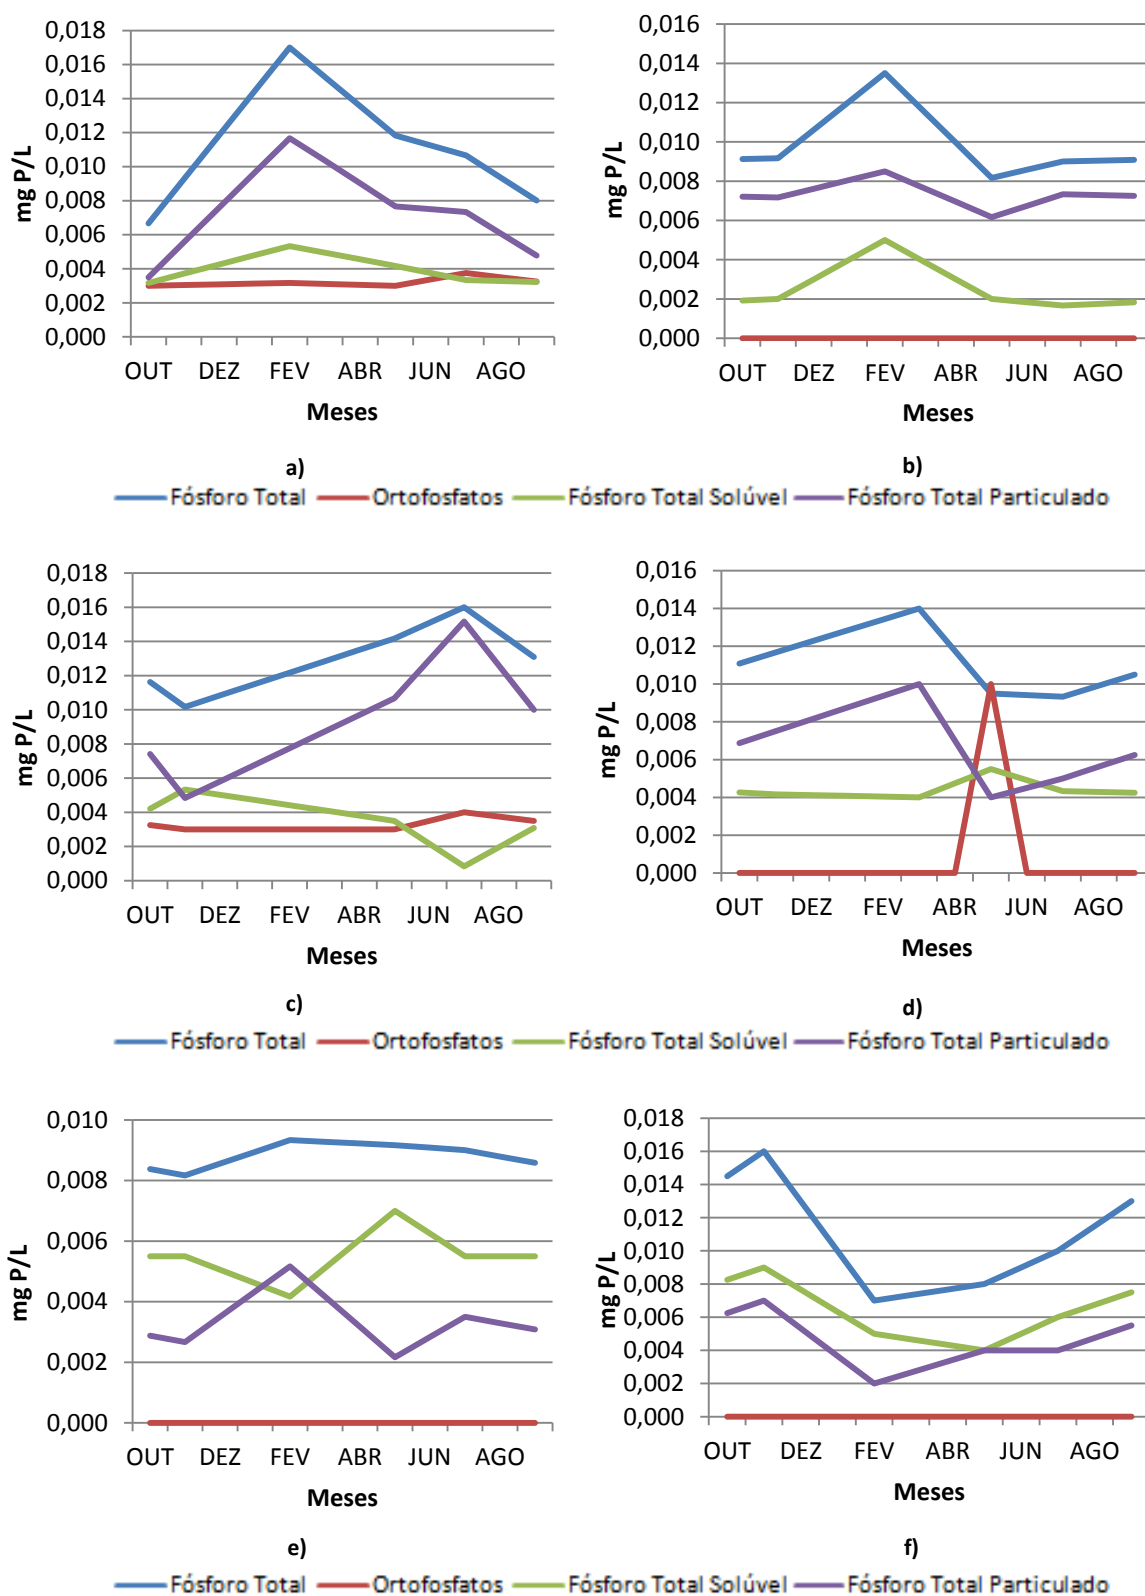 0,018
0,016
0,014
0,012
0,010
0,008
0,006
0,004
0,002
0,000
mg P/L
OUT DEZ FEV ABR JUN AGO
Meses
a)
0,016
0,014
0,012
0,010
0,008
0,006
0,004
0,002
0,000
mg P/L
OUT DEZ FEV ABR JUN AGO
Meses
b)
Fósforo Total Ortofosfatos Fósforo Total Solúvel Fósforo Total Particulado
0,018
0,016
0,014
0,012
0,010
0,008
0,006
0,004
0,002
0,000
mg P/L
OUT DEZ FEV ABR JUN AGO
Meses
c)
0,016
0,014
0,012
0,010
0,008
0,006
0,004
0,002
0,000
mg P/L
OUT DEZ FEV ABR JUN AGO
Meses
d)
Fósforo Total Ortofosfatos Fósforo Total Solúvel Fósforo Total Particulado
0,010
0,008
0,006
0,004
0,002
0,000
mg P/L
OUT DEZ FEV ABR JUN AGO
Meses
e)
0,018
0,016
0,014
0,012
0,010
0,008
0,006
0,004
0,002
0,000
mg P/L
OUT DEZ FEV ABR JUN AGO
Meses
f)
Fósforo Total Ortofosfatos Fósforo Total Solúvel Fósforo Total Particulado